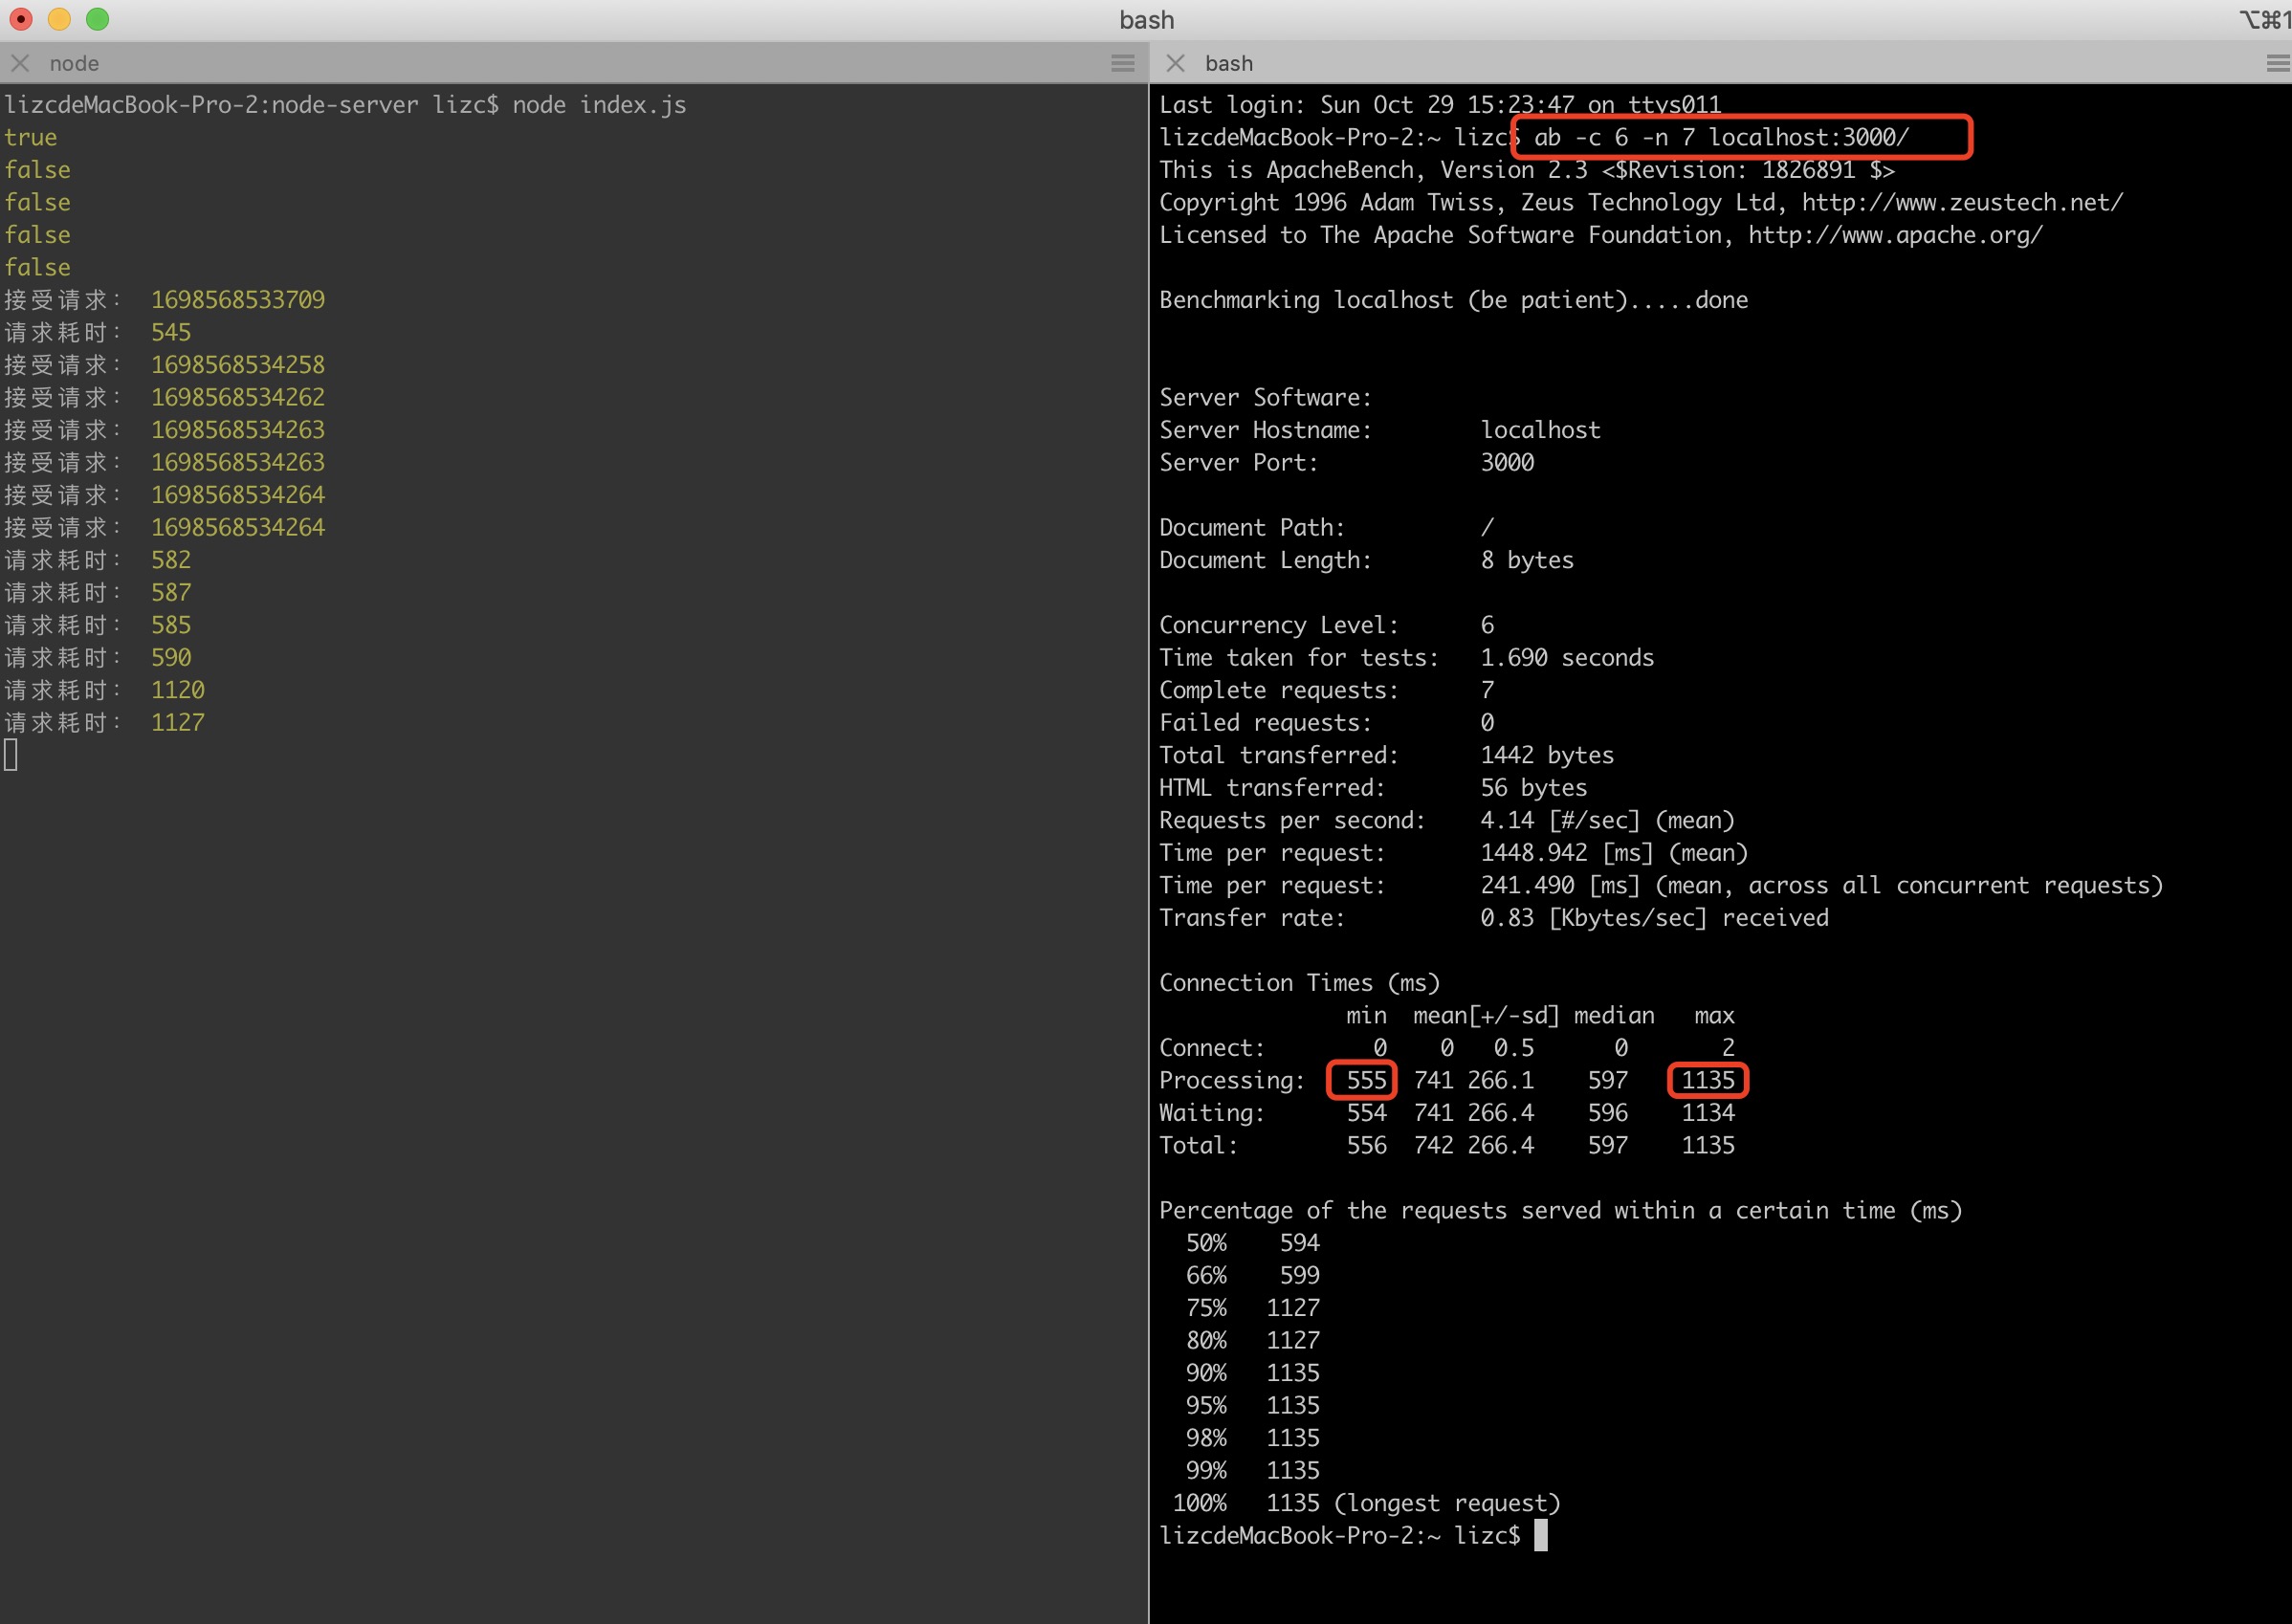 bash
⌥⌘1
node
lizcdeMacBook-Pro-2:node-server lizc$ node index.js
true
false
false
false
false
接受请求： 1698568533709
请求耗时： 545
接受请求： 1698568534258
接受请求： 1698568534262
接受请求： 1698568534263
接受请求： 1698568534263
接受请求： 1698568534264
接受请求： 1698568534264
请求耗时： 582
请求耗时： 587
请求耗时： 585
请求耗时： 590
请求耗时： 1120
请求耗时： 1127
bash
Last login: Sun Oct 29 15:23:47 on ttys011
lizcdeMacBook-Pro-2:~ lizc$ ab -c 6 -n 7 localhost:3000/
This is ApacheBench, Version 2.3 <$Revision: 1826891 $>
Copyright 1996 Adam Twiss, Zeus Technology Ltd, http://www.zeustech.net/
Licensed to The Apache Software Foundation, http://www.apache.org/
Benchmarking localhost (be patient).....done
Server Software:
Server Hostname: localhost
Server Port: 3000
Document Path: /
Document Length: 8 bytes
Concurrency Level: 6
Time taken for tests: 1.690 seconds
Complete requests: 7
Failed requests: 0
Total transferred: 1442 bytes
HTML transferred: 56 bytes
Requests per second: 4.14 [#/sec] (mean)
Time per request: 1448.942 [ms] (mean)
Time per request: 241.490 [ms] (mean, across all concurrent requests)
Transfer rate: 0.83 [Kbytes/sec] received
Connection Times (ms)
min mean[+/-sd] median max
Connect: 0 0 0.5 0 2
Processing: 555 741 266.1 597 1135
Waiting: 554 741 266.4 596 1134
Total: 556 742 266.4 597 1135
Percentage of the requests served within a certain time (ms)
50% 594
66% 599
75% 1127
80% 1127
90% 1135
95% 1135
98% 1135
99% 1135
100% 1135 (longest request)
lizcdeMacBook-Pro-2:~ lizc$